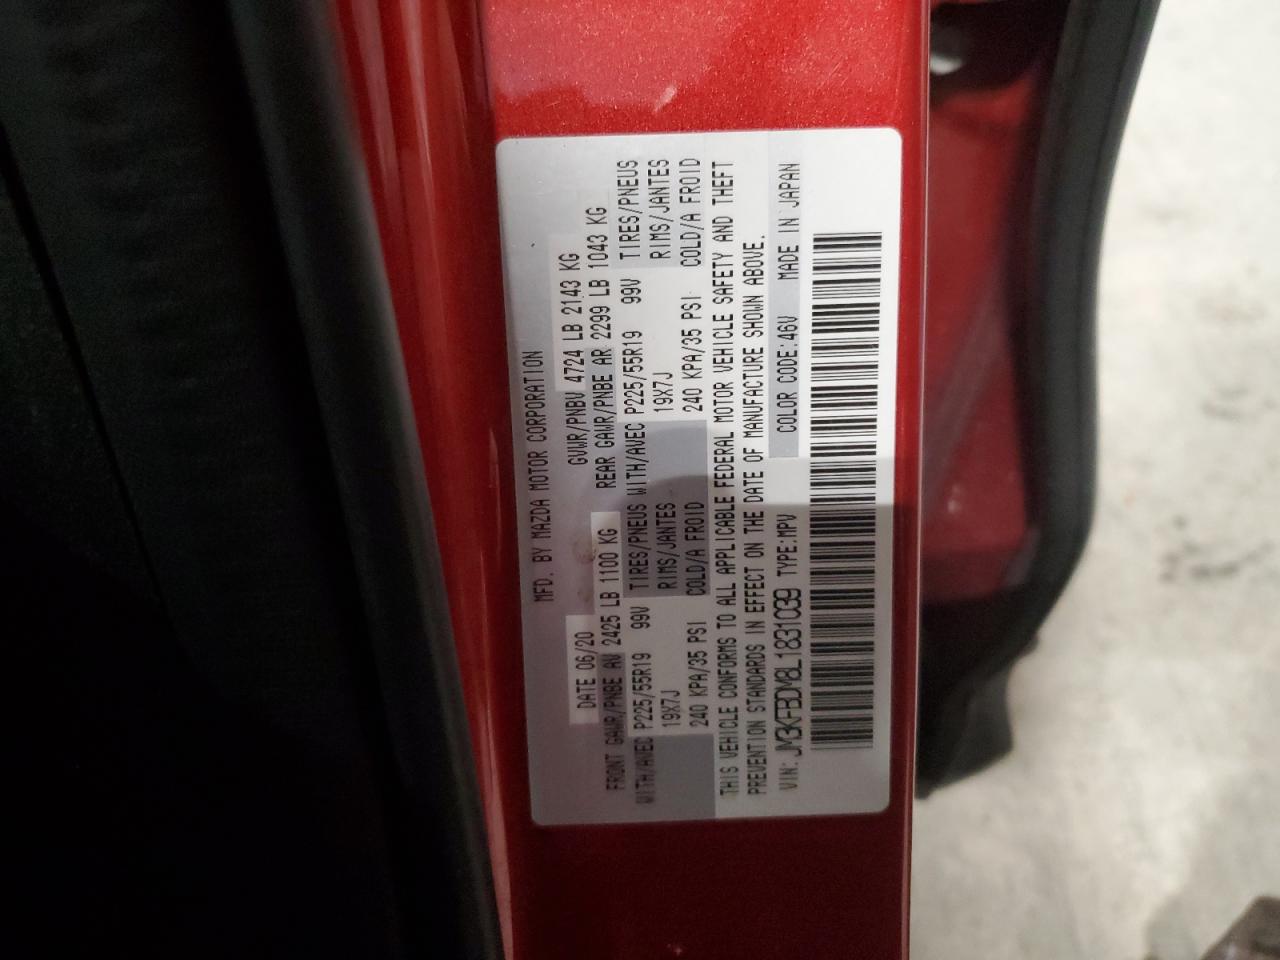 MFD. BY MAZDA MOTOR CORPORATION
DATE 06/20 GVWR/PNBV 4724 LB 2143 KG
FRONT GAWR/PNBE AV 2425 LB 1100 KG REAR GAWR/PNBE AR 2299 LB 1043 KG
WITH/AVEC P225/55R19 99V TIRES/PNEUS WITH/AVEC P225/55R19 99V TIRES/PNEUS
19X7J RIMS/JANTES 19X7J RIMS/JANTES
240 KPA/35 PSI COLD/A FROID 240 KPA/35 PSI COLD/A FROID
THIS VEHICLE CONFORMS TO ALL APPLICABLE FEDERAL MOTOR VEHICLE SAFETY AND THEFT
PREVENTION STANDARDS IN EFFECT ON THE DATE OF MANUFACTURE SHOWN ABOVE.
VIN: JM3KFBDM8L1831039 TYPE:MPV COLOR CODE:46V MADE IN JAPAN